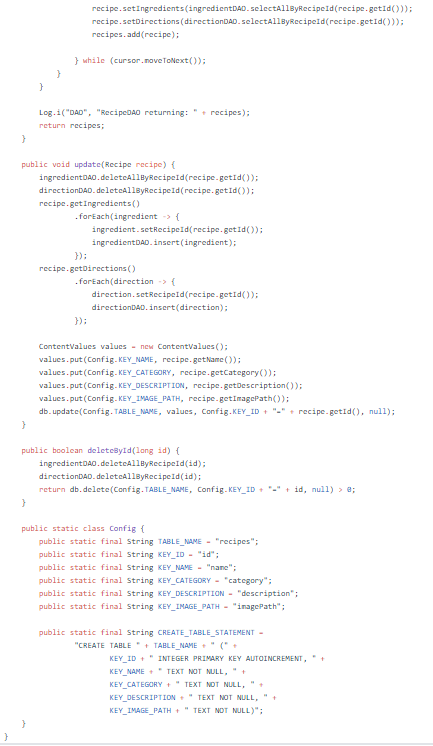 recipe.setIngredients(ingredientDAO.selectAllByRecipeId(recipe.getId()));
recipe.setDirections(directionDAO.selectAllByRecipeId(recipe.getId()));
recipes.add(recipe);
} while (cursor.moveToNext());
}
}
Log.i("DAO", "RecipeDAO returning: " + recipes);
return recipes;
}
public void update(Recipe recipe) {
ingredientDAO.deleteAllByRecipeId(recipe.getId());
directionDAO.deleteAllByRecipeId(recipe.getId());
recipe.getIngredients()
.forEach(ingredient -> {
ingredient.setRecipeId(recipe.getId());
ingredientDAO.insert(ingredient);
});
recipe.getDirections()
.forEach(direction -> {
direction.setRecipeId(recipe.getId());
directionDAO.insert(direction);
});
ContentValues values = new ContentValues();
values.put(Config.KEY_NAME, recipe.getName());
values.put(Config.KEY_CATEGORY, recipe.getCategory());
values.put(Config.KEY_DESCRIPTION, recipe.getDescription());
values.put(Config.KEY_IMAGE_PATH, recipe.getImagePath());
db.update(Config.TABLE_NAME, values, Config.KEY_ID + "=" + recipe.getId(), null);
}
public boolean deleteById(long id) {
ingredientDAO.deleteAllByRecipeId(id);
directionDAO.deleteAllByRecipeId(id);
return db.delete(Config.TABLE_NAME, Config.KEY_ID + "=" + id, null) > 0;
}
public static class Config {
public static final String TABLE_NAME = "recipes";
public static final String KEY_ID = "id";
public static final String KEY_NAME = "name";
public static final String KEY_CATEGORY = "category";
public static final String KEY_DESCRIPTION = "description";
public static final String KEY_IMAGE_PATH = "imagePath";
public static final String CREATE_TABLE_STATEMENT =
"CREATE TABLE " + TABLE_NAME + " (" +
KEY_ID + " INTEGER PRIMARY KEY AUTOINCREMENT, " +
KEY_NAME + " TEXT NOT NULL, " +
KEY_CATEGORY + " TEXT NOT NULL, " +
KEY_DESCRIPTION + " TEXT NOT NULL, " +
KEY_IMAGE_PATH + " TEXT NOT NULL)";
}
}